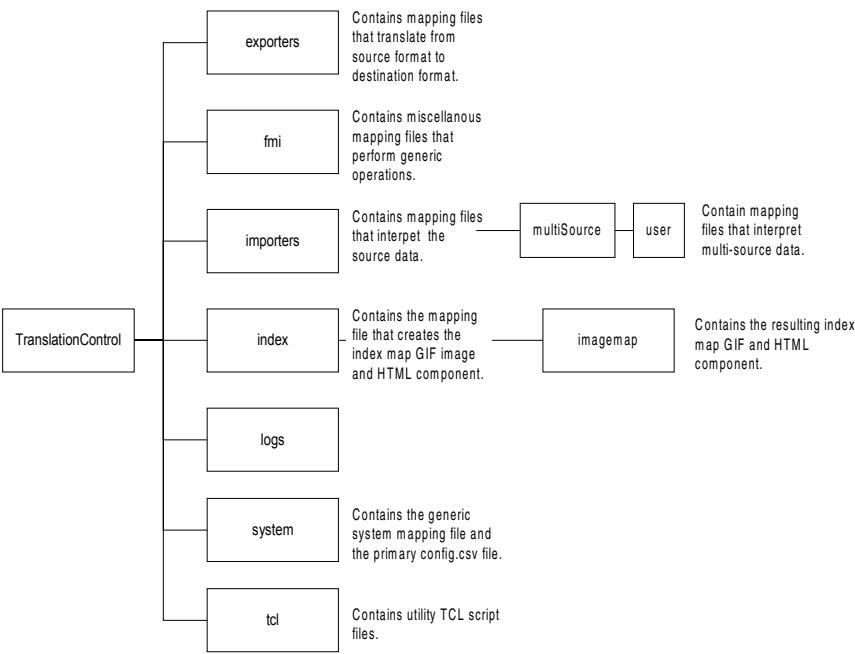 exporters
Contains mapping files
that translate from
source format to
destination format.
fmi
Contains miscellanous
mapping files that
perform generic
operations.
importers
Contains mapping files
that interpet the
source data.
multiSource
user
Contain mapping
files that interpret
multi-source data.
TranslationControl
index
Contains the mapping
file that creates the
index map GIF image
and HTML component.
imagemap
Contains the resulting index
map GIF and HTML
component.
logs
system
Contains the generic
system mapping file and
the primary config.csv file.
tcl
Contains utility TCL script
files.